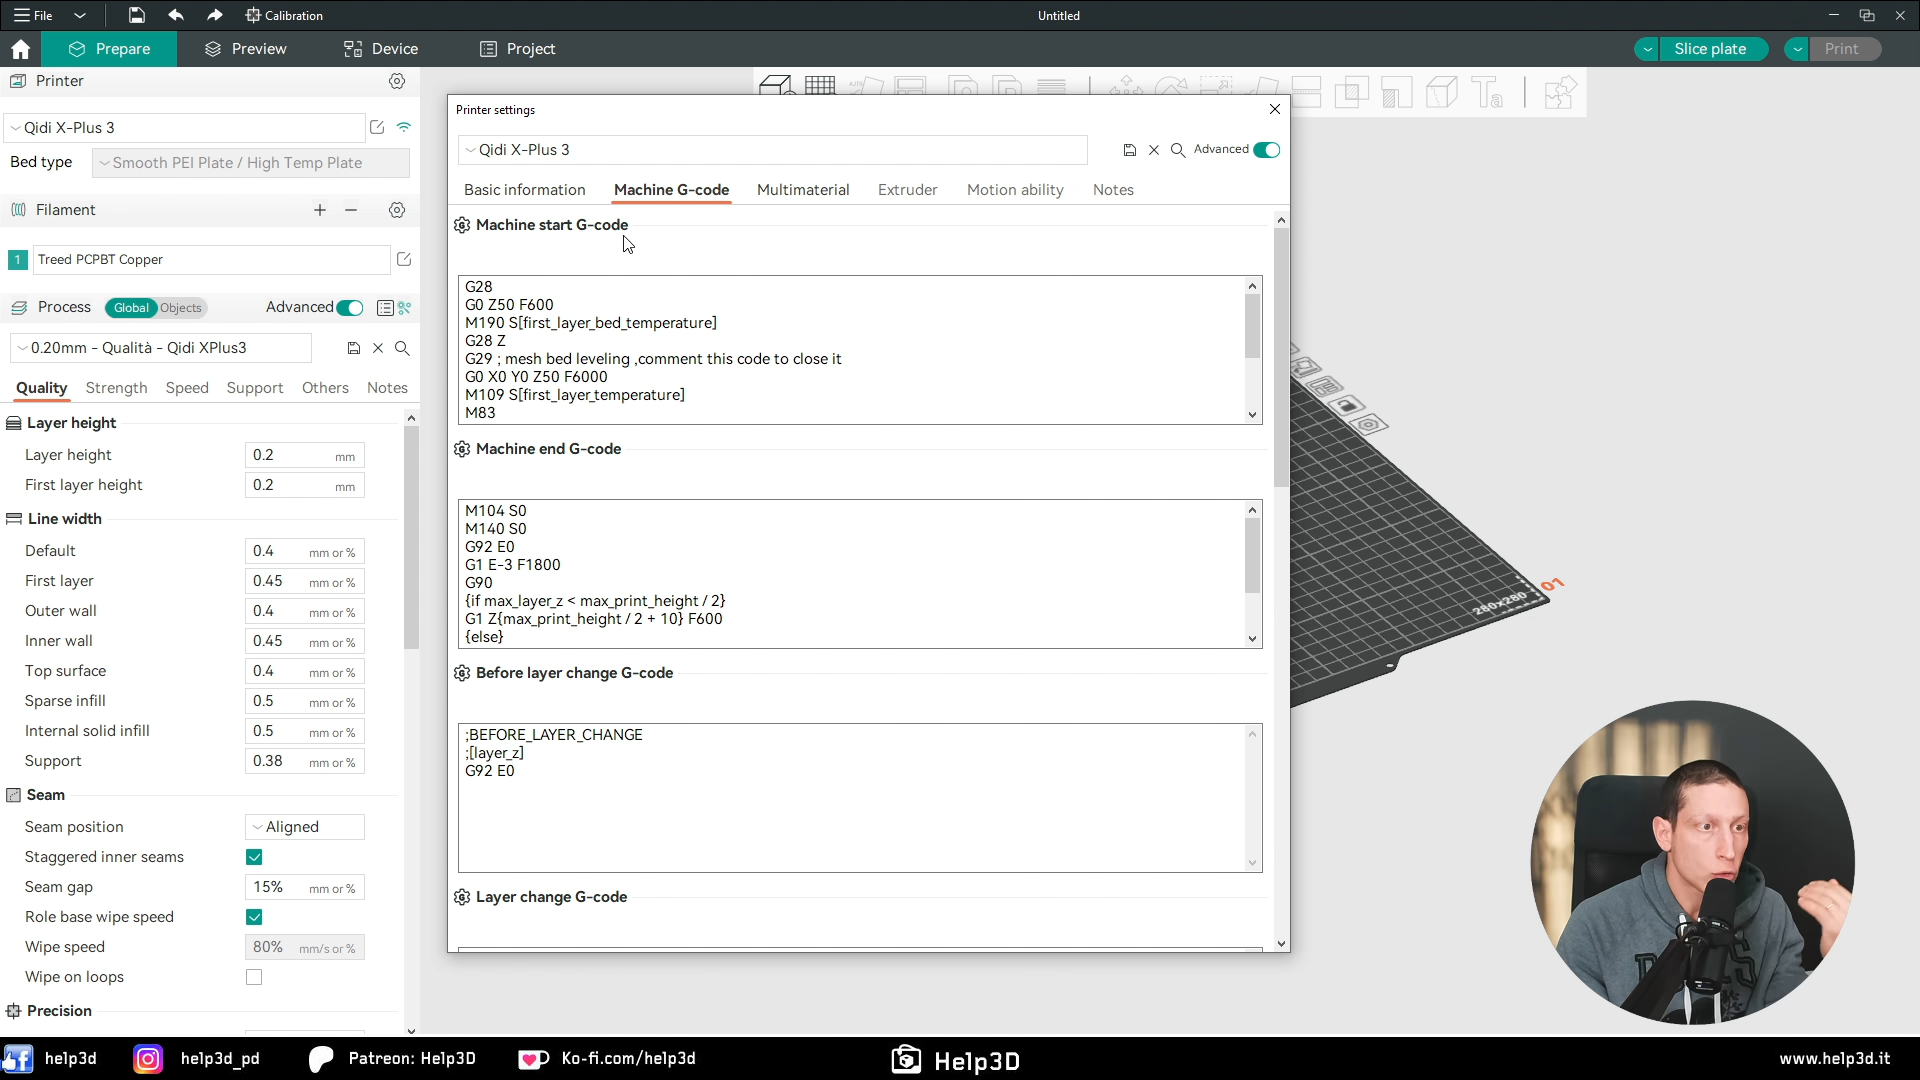 File
Calibration
Untitled
Prepare
Preview
Device
Project
Slice plate
Print
Printer
Qidi X-Plus 3
Bed type
Smooth PEI Plate / High Temp Plate
Filament
1
Treed PCPBT Copper
Process
Global
Objects
Advanced
0.20mm - Qualità - Qidi XPlus3
Quality
Strength
Speed
Support
Others
Notes
Layer height
Layer height 0.2 mm
First layer height 0.2 mm
Line width
Default 0.4 mm or %
First layer 0.45 mm or %
Outer wall 0.4 mm or %
Inner wall 0.45 mm or %
Top surface 0.4 mm or %
Sparse infill 0.5 mm or %
Internal solid infill 0.5 mm or %
Support 0.38 mm or %
Seam
Seam position Aligned
Staggered inner seams
Seam gap 15% mm or %
Role base wipe speed
Wipe speed 80% mm/s or %
Wipe on loops
Precision
Printer settings
Qidi X-Plus 3
Advanced
Basic information
Machine G-code
Multimaterial
Extruder
Motion ability
Notes
Machine start G-code
G28
G0 Z50 F600
M190 S[first_layer_bed_temperature]
G28 Z
G29 ; mesh bed leveling ,comment this code to close it
G0 X0 Y0 Z50 F6000
M109 S[first_layer_temperature]
M83
Machine end G-code
M104 S0
M140 S0
G92 E0
G1 E-3 F1800
G90
{if max_layer_z < max_print_height / 2}
G1 Z{max_print_height / 2 + 10} F600
{else}
Before layer change G-code
;BEFORE_LAYER_CHANGE
;[layer_z]
G92 E0
Layer change G-code
01
280x280
help3d
help3d_pd
Patreon: Help3D
Ko-fi.com/help3d
Help3D
www.help3d.it